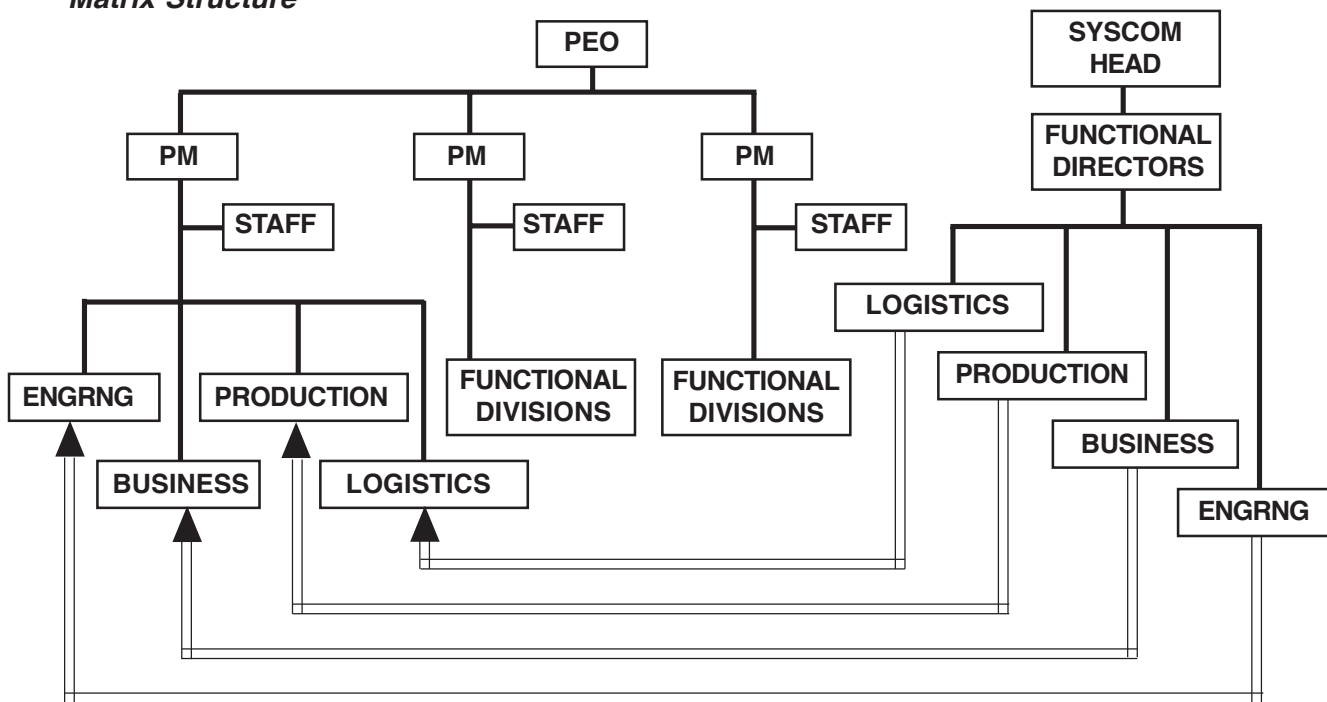 Matrix Structure
PEO
SYSCOM
HEAD
PM
PM
PM
FUNCTIONAL
DIRECTORS
STAFF
STAFF
STAFF
LOGISTICS
ENGRNG
PRODUCTION
FUNCTIONAL
DIVISIONS
FUNCTIONAL
DIVISIONS
PRODUCTION
BUSINESS
LOGISTICS
BUSINESS
ENGRNG